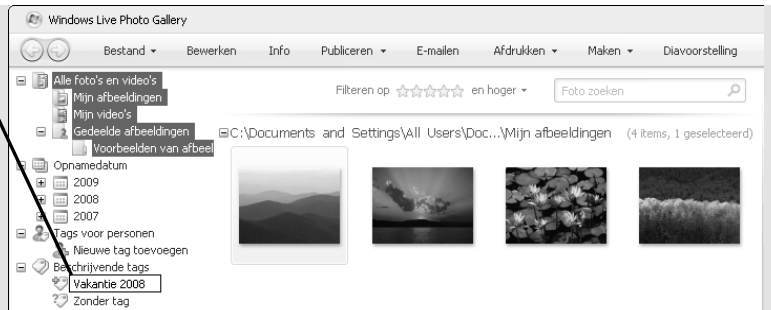 Windows Live Photo Gallery
Bestand Bewerken Info Publiceren E-mailen Afdrukken Maken Diavoorstelling
Filteren op en hoger Foto zoeken
Alle foto's en video's
Mijn afbeeldingen
Mijn video's
Gedeelde afbeeldingen
Voorbeelden van afbeel
Opnamedatum
2009
2008
2007
Tags voor personen
Nieuwe tag toevoegen
Beschrijvende tags
Vakantie 2008
Zonder tag
C:\Documents and Settings\All Users\Doc...\Mijn afbeeldingen (4 items, 1 geselecteerd)